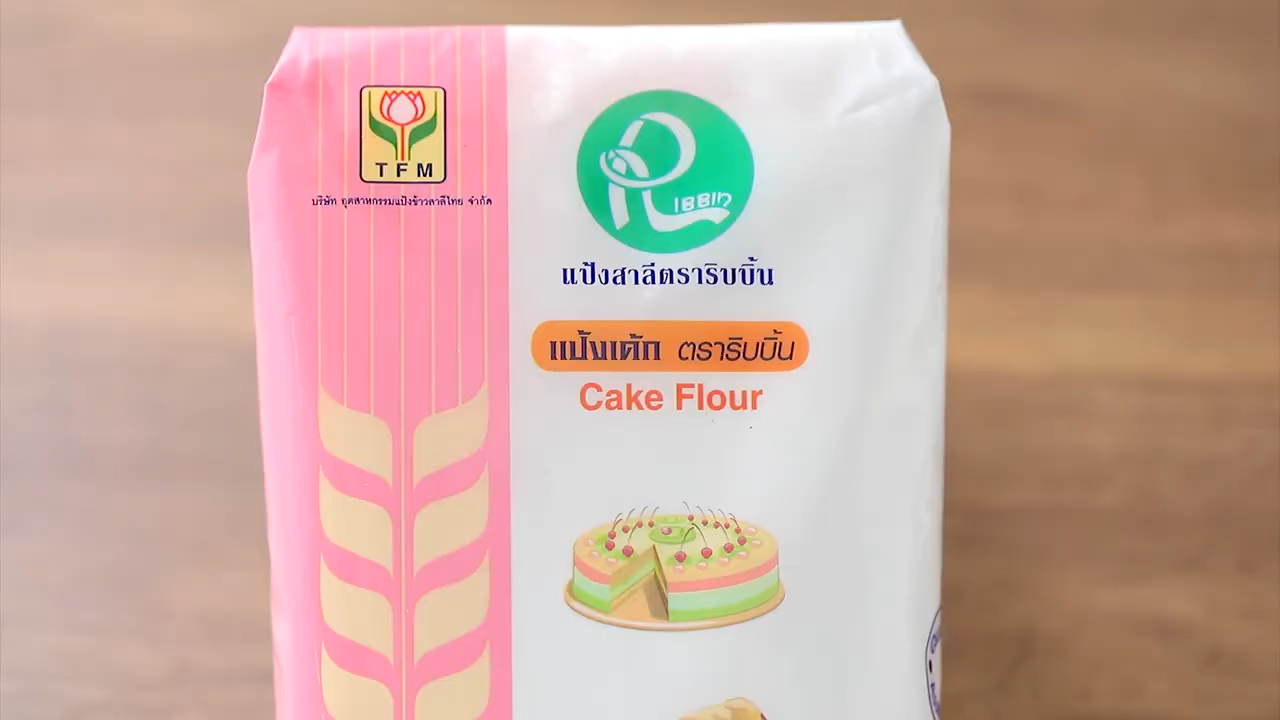 TFM
บริษัท อุตสาหกรรมแป้งข้าวสาลีไทย จำกัด
RIBBIN
แป้งสาลีตราริบบิ้น
แป้งเค้ก ตราริบบิ้น
Cake Flour